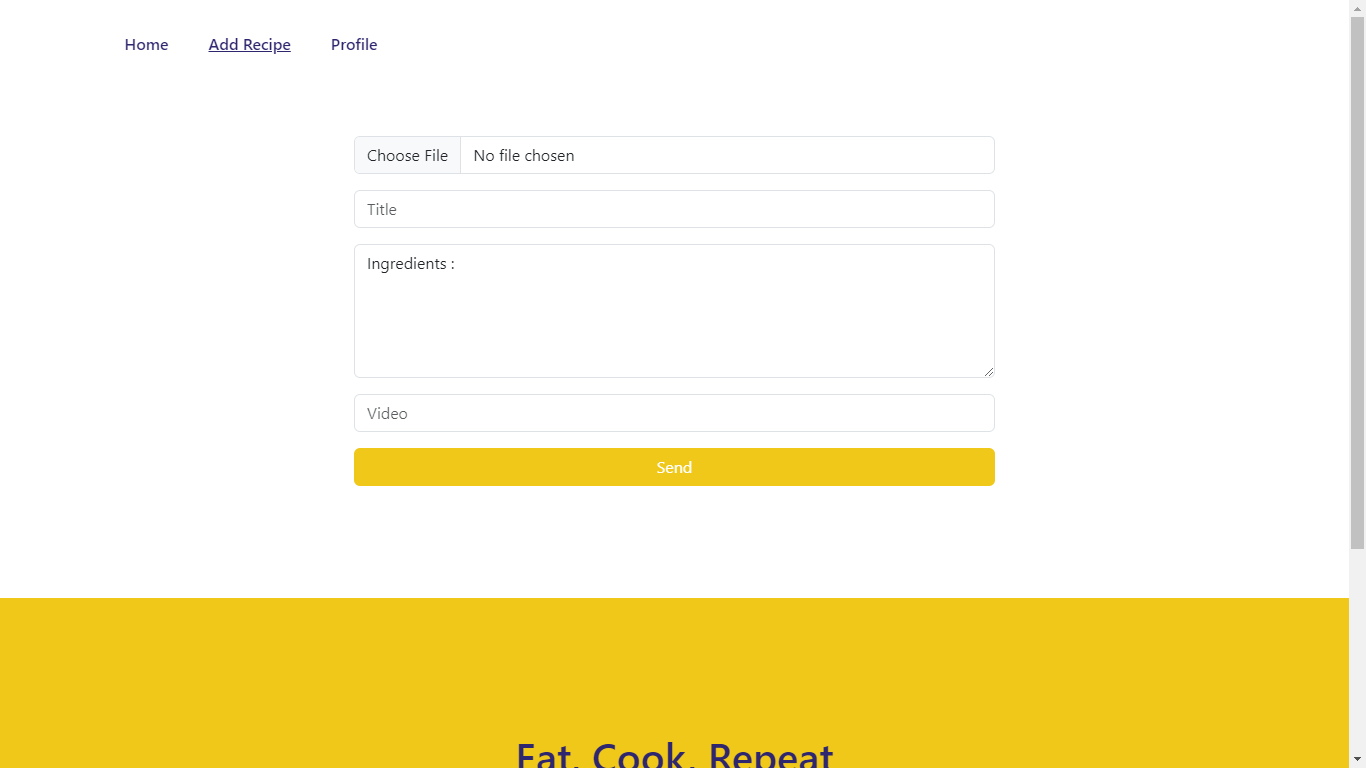 Home Add Recipe Profile
Choose File No file chosen
Title
Ingredients :
Video
Send
Eat. Cook. Repeat